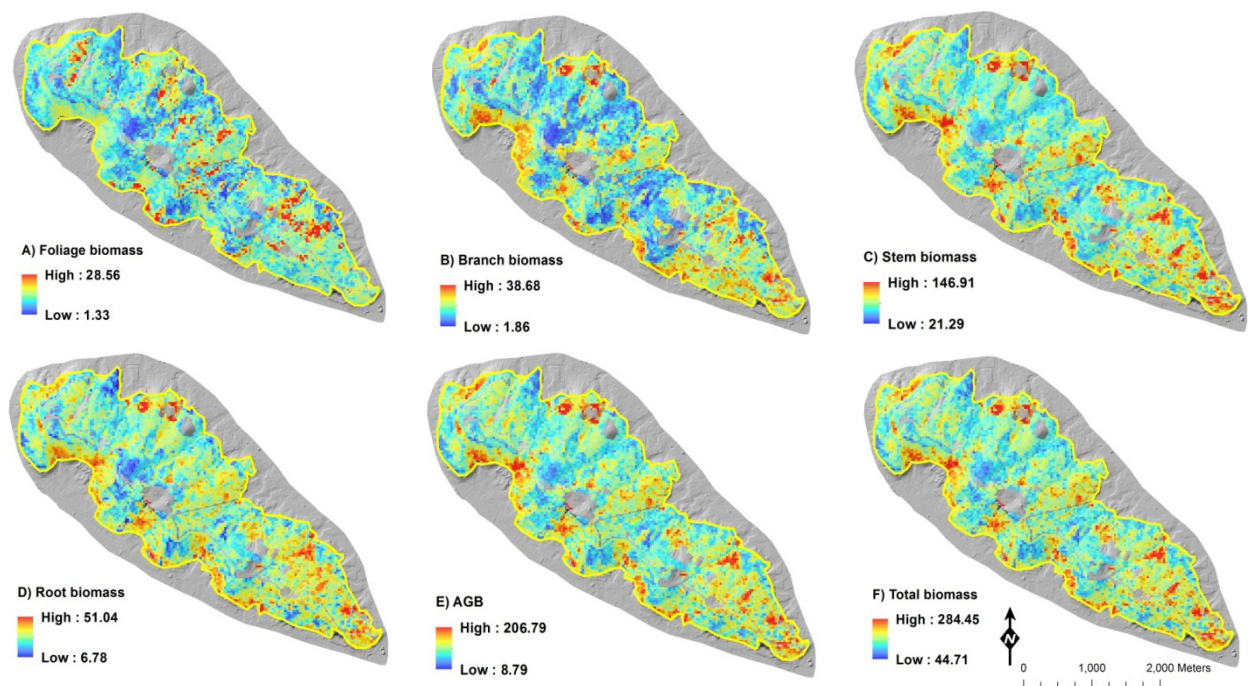 A) Foliage biomass
High : 28.56
Low : 1.33
B) Branch biomass
High : 38.68
Low : 1.86
C) Stem biomass
High : 146.91
Low : 21.29
D) Root biomass
High : 51.04
Low : 6.78
E) AGB
High : 206.79
Low : 8.79
F) Total biomass
High : 284.45
Low : 44.71
N
0 1,000 2,000 Meters